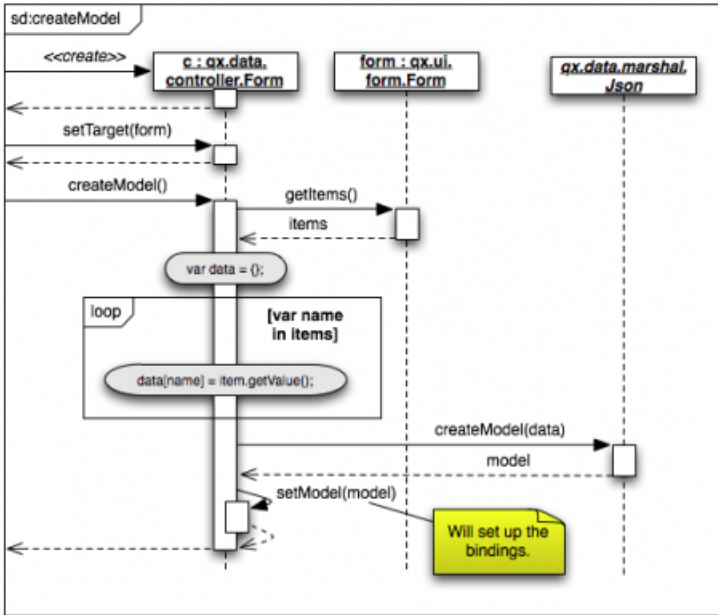 sd:createModel
<<create>>
c : qx.data.
controller.Form
form : qx.ui.
form.Form
qx.data.marshal.
Json
setTarget(form)
createModel()
getItems()
items
var data = {};
loop
[var name
in items]
data[name] = item.getValue();
createModel(data)
model
setModel(model)
Will set up the
bindings.